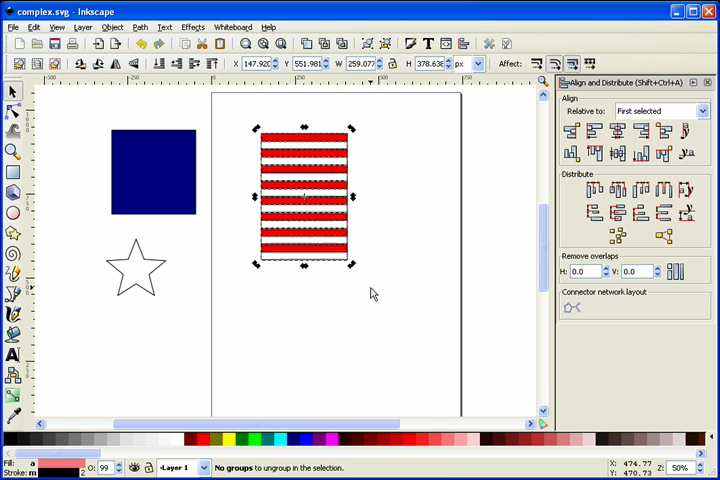 complex.svg - Inkscape
File Edit View Layer Object Path Text Effects Whiteboard Help
X 147.920 Y 551.981 W 259.077 H 378.638 px Affect:
Align and Distribute (Shift+Ctrl+A)
Align
Relative to: First selected
Distribute
Remove overlaps
H: 0.0 V: 0.0
Connector network layout
Fill: a O: 99 Layer 1 No groups to ungroup in the selection. X: 474.77 Z: 50%
Stroke: m 2 Y: 470.73